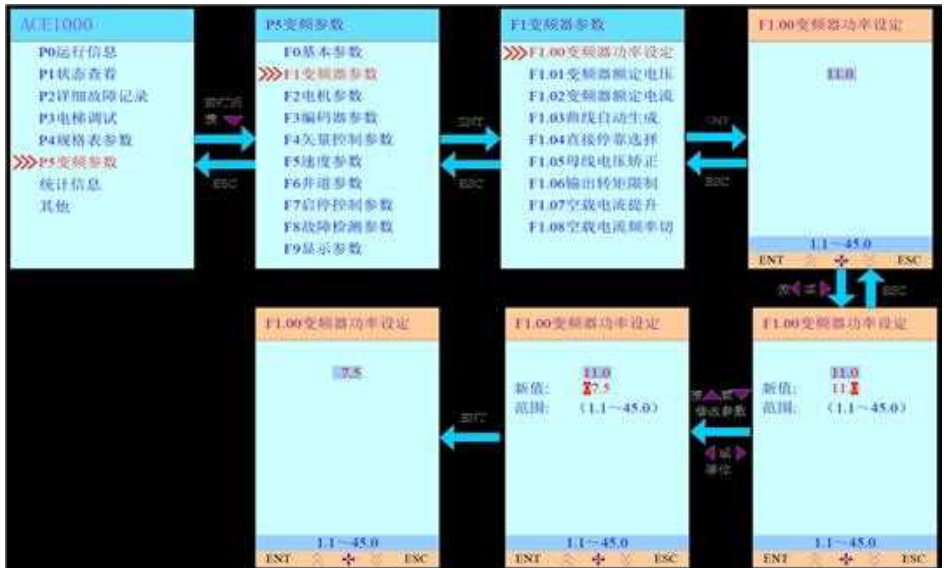 ACE1000
P0运行信息
P1状态查看
P2详细故障记录
P3电梯调试
P4规格表参数
P5变频参数
统计信息
其他
按
ESC
P5变频参数
F0基本参数
F1变频器参数
F2电机参数
F3编码器参数
F4矢量控制参数
F5速度参数
F6井道参数
F7启停控制参数
F8故障检测参数
F9显示参数
ENT
ESC
F1变频器参数
F1.00变频器功率设定
F1.01变频器额定电压
F1.02变频器额定电流
F1.03曲线自动生成
F1.04直接停靠选择
F1.05母线电压矫正
F1.06输出转矩限制
F1.07空载电流提升
F1.08空载电流频率切
ENT
ESC
F1.00变频器功率设定
11.0
1.1～45.0
ENT ESC
按 或
ESC
F1.00变频器功率设定
11.0
新值: 11.
范围: （1.1～45.0）
1.1～45.0
ENT ESC
按 或
修改参数
或
移位
F1.00变频器功率设定
11.0
新值: 7.5
范围: （1.1～45.0）
1.1～45.0
ENT ESC
ENT
F1.00变频器功率设定
7.5
1.1～45.0
ENT ESC